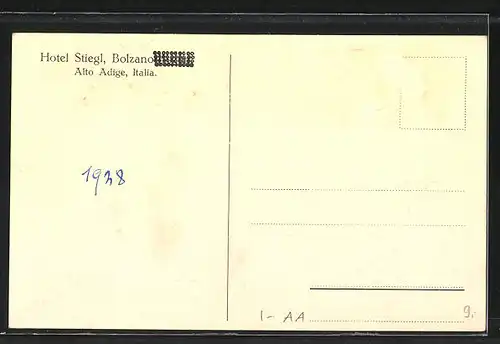 Hotel Stiegl, Bolzano
Alto Adige, Italia.
1928
1- AA
9.-